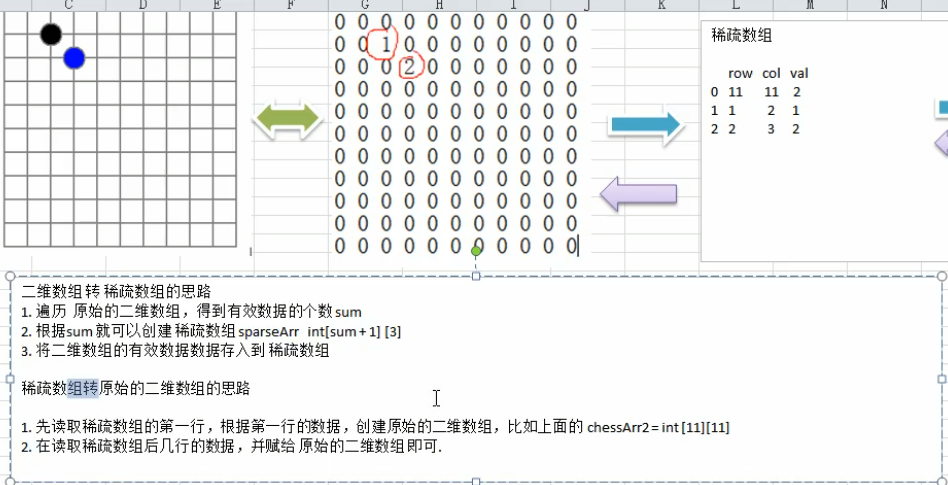 C D E F G H I J K L M N
0 0 0 0 0 0 0 0 0 0 0
0 0 1 0 0 0 0 0 0 0 0
0 0 0 2 0 0 0 0 0 0 0
0 0 0 0 0 0 0 0 0 0 0
0 0 0 0 0 0 0 0 0 0 0
0 0 0 0 0 0 0 0 0 0 0
0 0 0 0 0 0 0 0 0 0 0
0 0 0 0 0 0 0 0 0 0 0
0 0 0 0 0 0 0 0 0 0 0
0 0 0 0 0 0 0 0 0 0 0
0 0 0 0 0 0 0 0 0 0 0
稀疏数组
row col val
0 11 11 2
1 1 2 1
2 2 3 2
二维数组 转 稀疏数组的思路
1. 遍历 原始的二维数组，得到有效数据的个数 sum
2. 根据sum 就可以创建 稀疏数组 sparseArr int[sum + 1] [3]
3. 将二维数组的有效数据数据存入到 稀疏数组
稀疏数组转原始的二维数组的思路
1. 先读取稀疏数组的第一行，根据第一行的数据，创建原始的二维数组，比如上面的 chessArr2 = int [11][11]
2. 在读取稀疏数组后几行的数据，并赋给 原始的二维数组 即可.